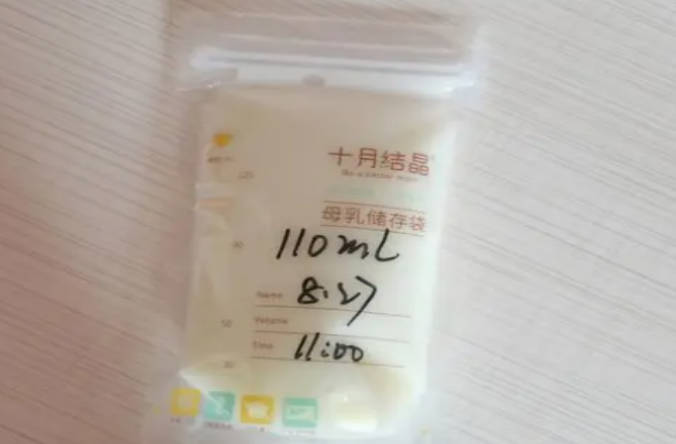 十月结晶
母乳储存袋
110mL
Name 8.27
Volume
Time 11:00